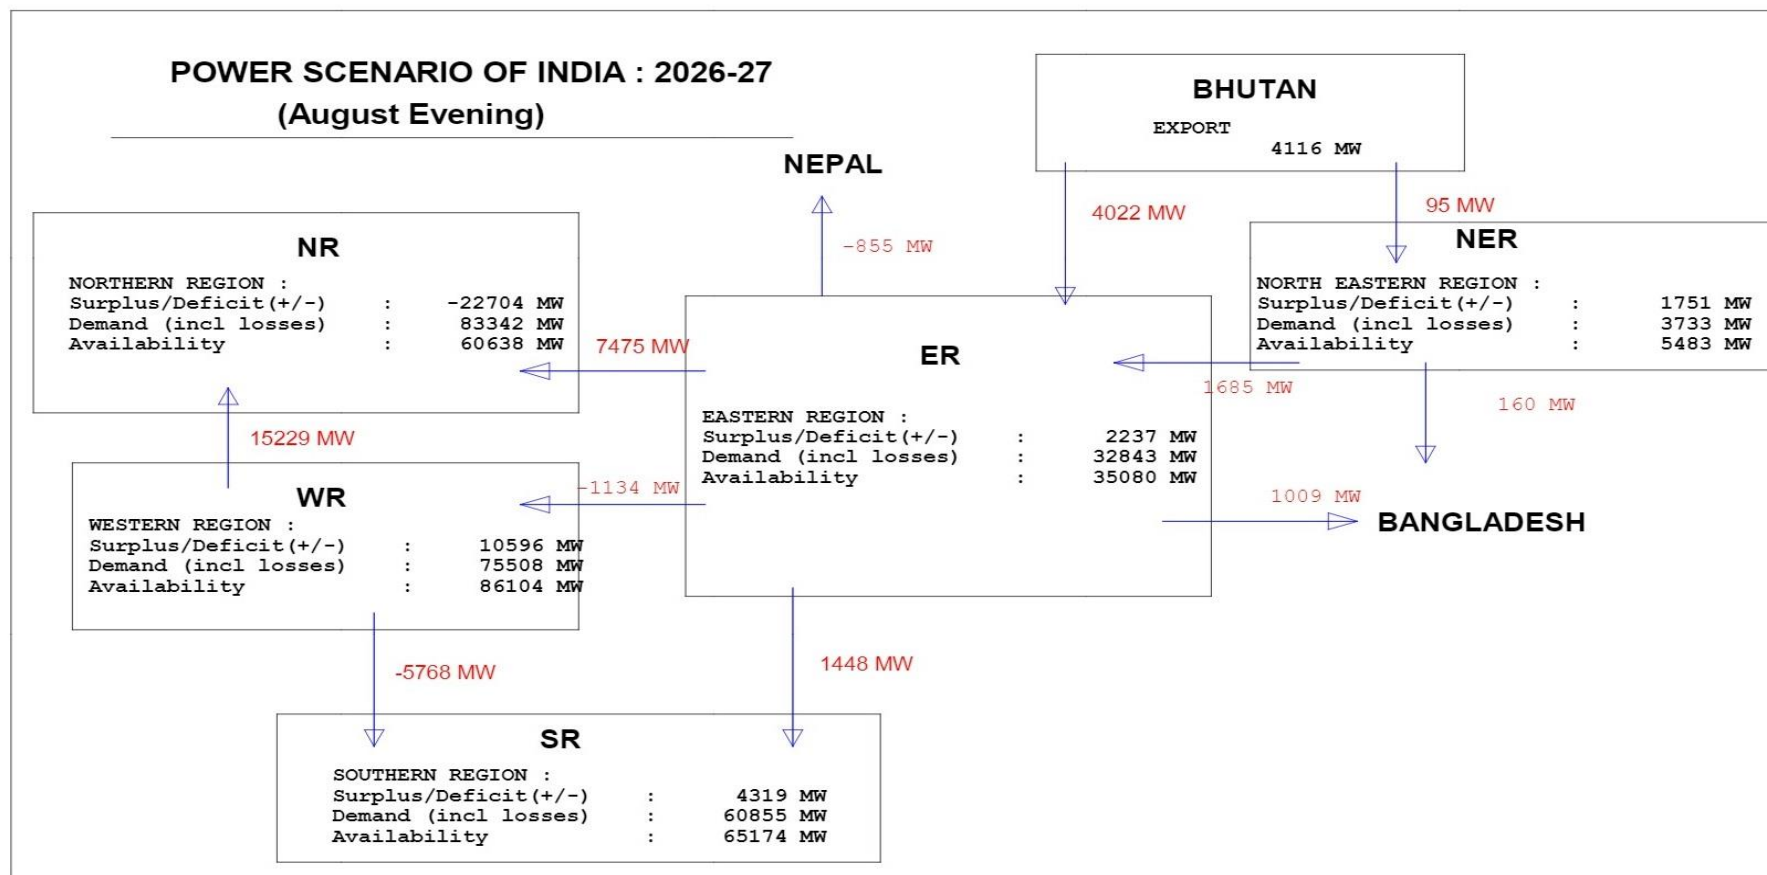 POWER SCENARIO OF INDIA : 2026-27
(August Evening)
BHUTAN
EXPORT
4116 MW
NEPAL
4022 MW
95 MW
-855 MW
NR
NORTHERN REGION :
Surplus/Deficit(+/-) : -22704 MW
Demand (incl losses) : 83342 MW
Availability : 60638 MW
NER
NORTH EASTERN REGION :
Surplus/Deficit(+/-) : 1751 MW
Demand (incl losses) : 3733 MW
Availability : 5483 MW
7475 MW
ER
EASTERN REGION :
Surplus/Deficit(+/-) : 2237 MW
Demand (incl losses) : 32843 MW
Availability : 35080 MW
1685 MW
160 MW
15229 MW
-1134 MW
1009 MW
BANGLADESH
WR
WESTERN REGION :
Surplus/Deficit(+/-) : 10596 MW
Demand (incl losses) : 75508 MW
Availability : 86104 MW
-5768 MW
1448 MW
SR
SOUTHERN REGION :
Surplus/Deficit(+/-) : 4319 MW
Demand (incl losses) : 60855 MW
Availability : 65174 MW